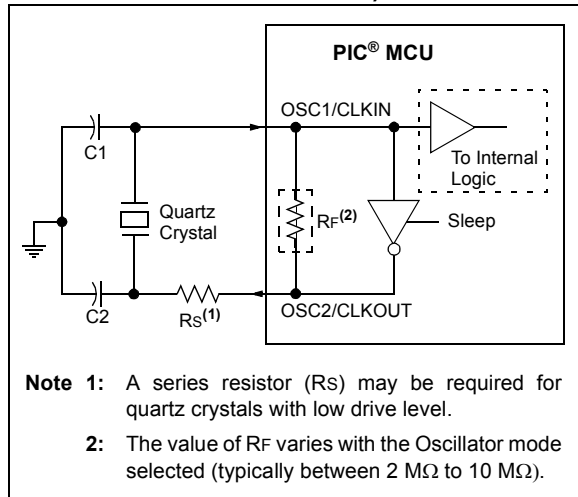 PIC® MCU
OSC1/CLKIN
C1
To Internal
Logic
Quartz
Crystal
RF(2)
Sleep
C2
RS(1)
OSC2/CLKOUT
Note 1: A series resistor (RS) may be required for
quartz crystals with low drive level.
2: The value of RF varies with the Oscillator mode
selected (typically between 2 MΩ to 10 MΩ).